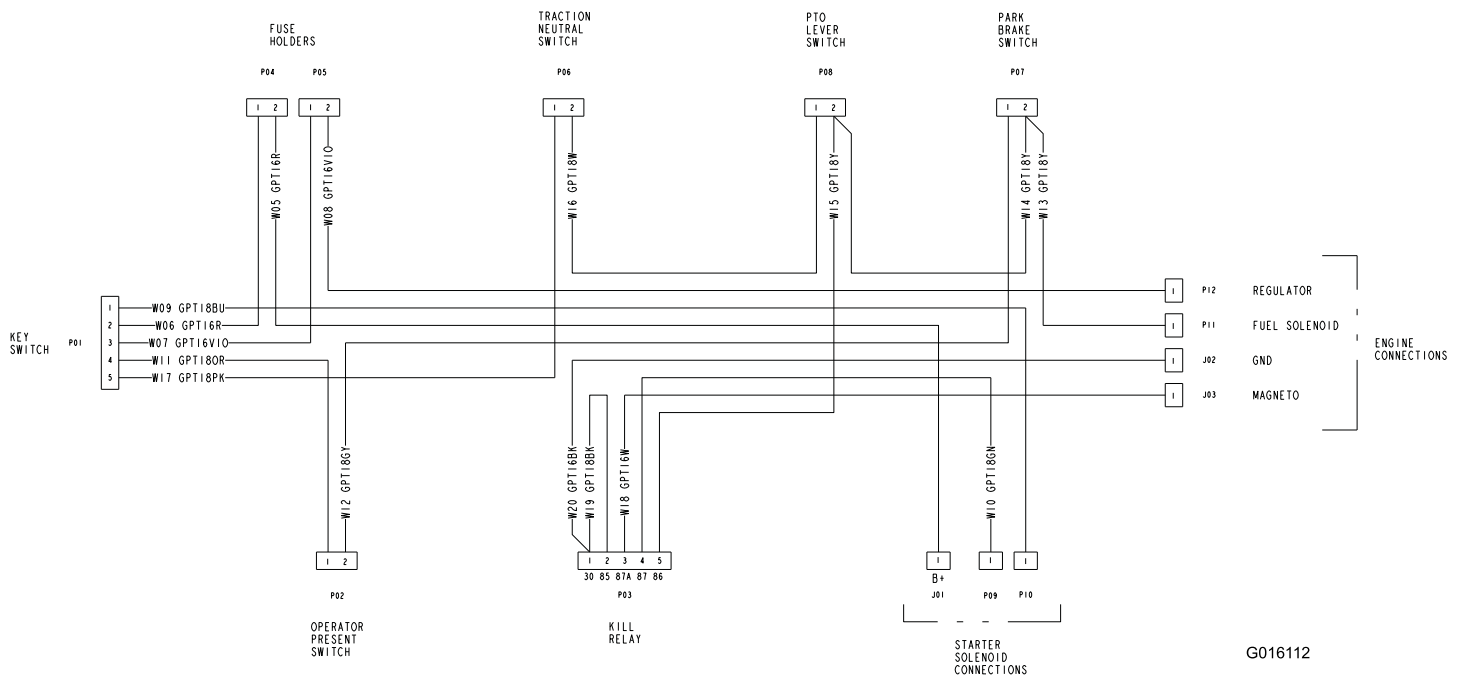 FUSE
HOLDERS
TRACTION
NEUTRAL
SWITCH
PTO
LEVER
SWITCH
PARK
BRAKE
SWITCH
P04
P05
P06
P08
P07
1 2
1 2
1 2
1 2
1 2
W05 GPT16R
W08 GPT16VIO
W16 GPT18W
W15 GPT18Y
W14 GPT18Y
W13 GPT18Y
KEY
SWITCH
P01
1
2
3
4
5
W09 GPT18BU
W06 GPT16R
W07 GPT16VIO
W11 GPT18OR
W17 GPT18PK
1 P12 REGULATOR
1 P11 FUEL SOLENOID
1 J02 GND
1 J03 MAGNETO
ENGINE
CONNECTIONS
W12 GPT18GY
W20 GPT16BK
W19 GPT18BK
W18 GPT16W
W10 GPT18GN
1 2
P02
OPERATOR
PRESENT
SWITCH
1 2 3 4 5
30 85 87A 87 86
P03
KILL
RELAY
1
1
1
B+
J01
P09
P10
STARTER
SOLENOID
CONNECTIONS
G016112